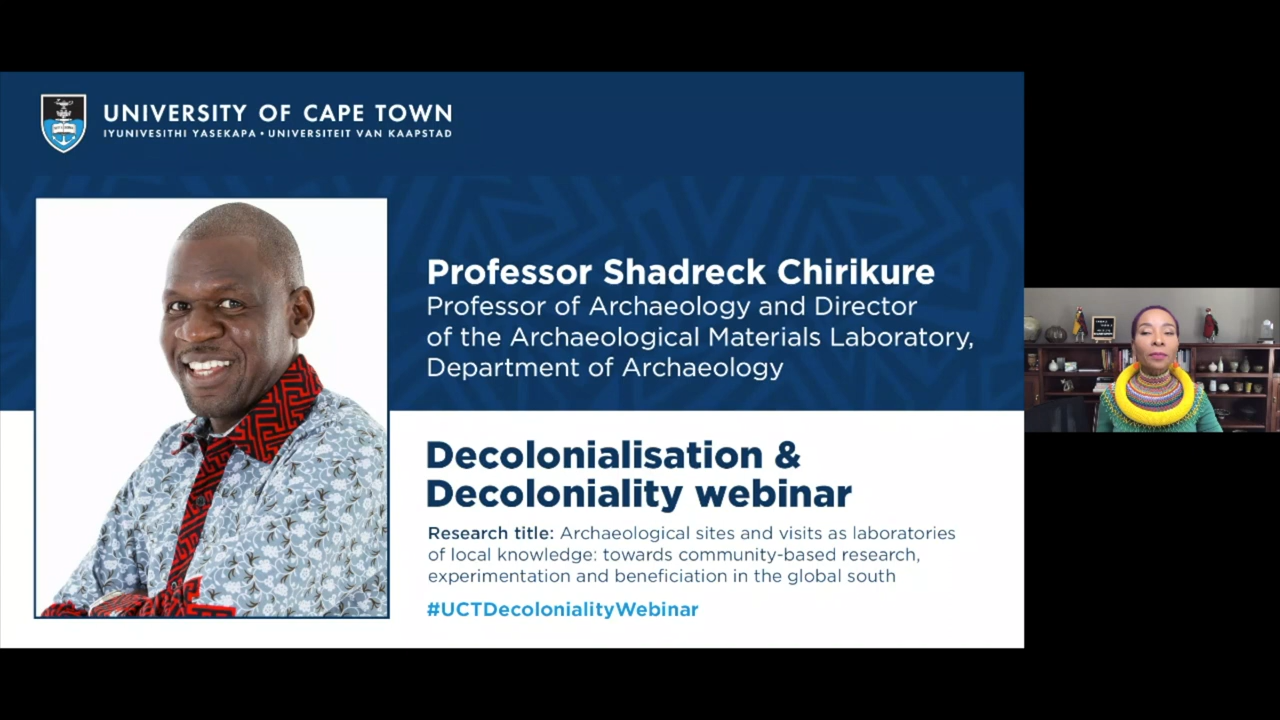 UNIVERSITY OF CAPE TOWN
IYUNIVESITHI YASEKAPA • UNIVERSITEIT VAN KAAPSTAD
Professor Shadreck Chirikure
Professor of Archaeology and Director
of the Archaeological Materials Laboratory,
Department of Archaeology
Decolonialisation &
Decoloniality webinar
Research title: Archaeological sites and visits as laboratories
of local knowledge: towards community-based research,
experimentation and beneficiation in the global south
#UCTDecolonialityWebinar